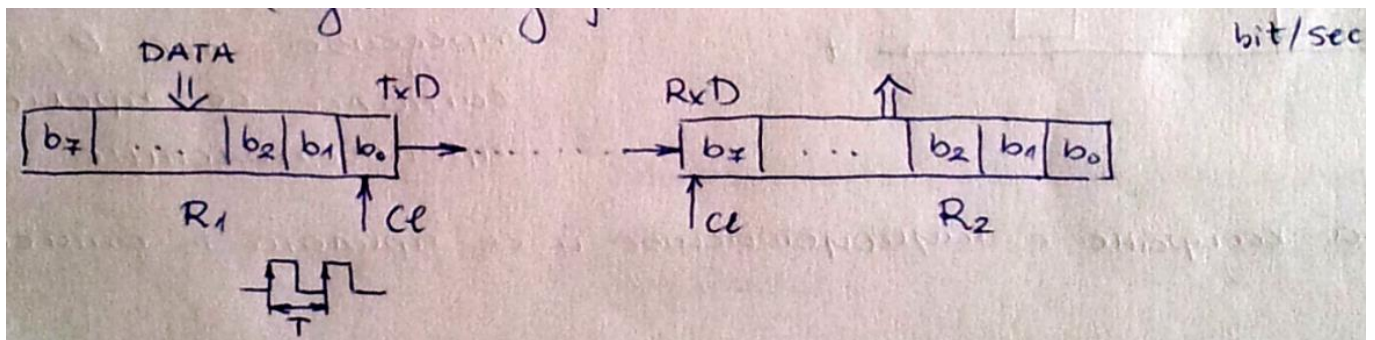 bit/sec
DATA
TxD
RxD
b7 ... b2 b1 b0
b7 ... b2 b1 b0
R1
Cl
Cl
R2
T